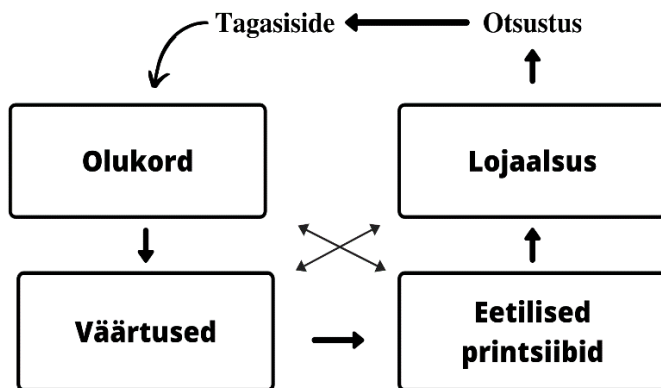 Tagasiside
Otsustus
Olukord
Lojaalsus
Väärtused
Eetilised
printsiibid